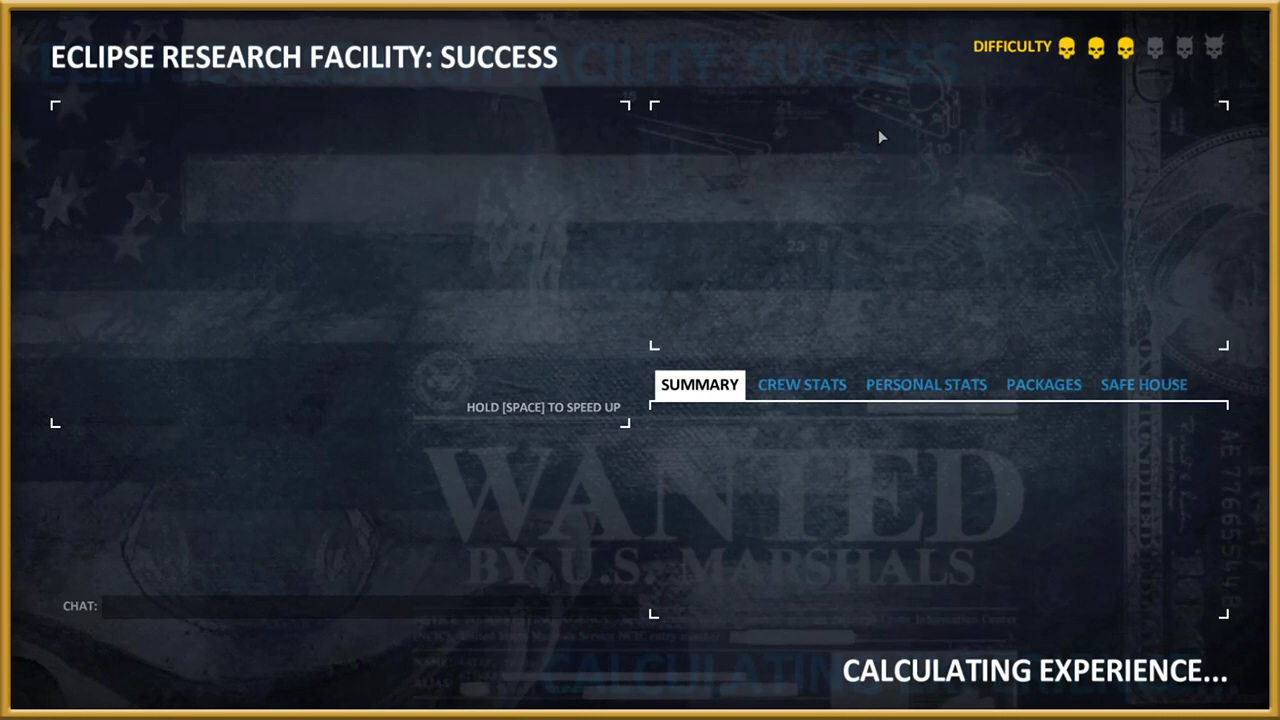 ECLIPSE RESEARCH FACILITY: SUCCESS
DIFFICULTY
SUMMARY CREW STATS PERSONAL STATS PACKAGES SAFE HOUSE
HOLD [SPACE] TO SPEED UP
WANTED
BY U.S. MARSHALS
CHAT:
CALCULATING EXPERIENCE...